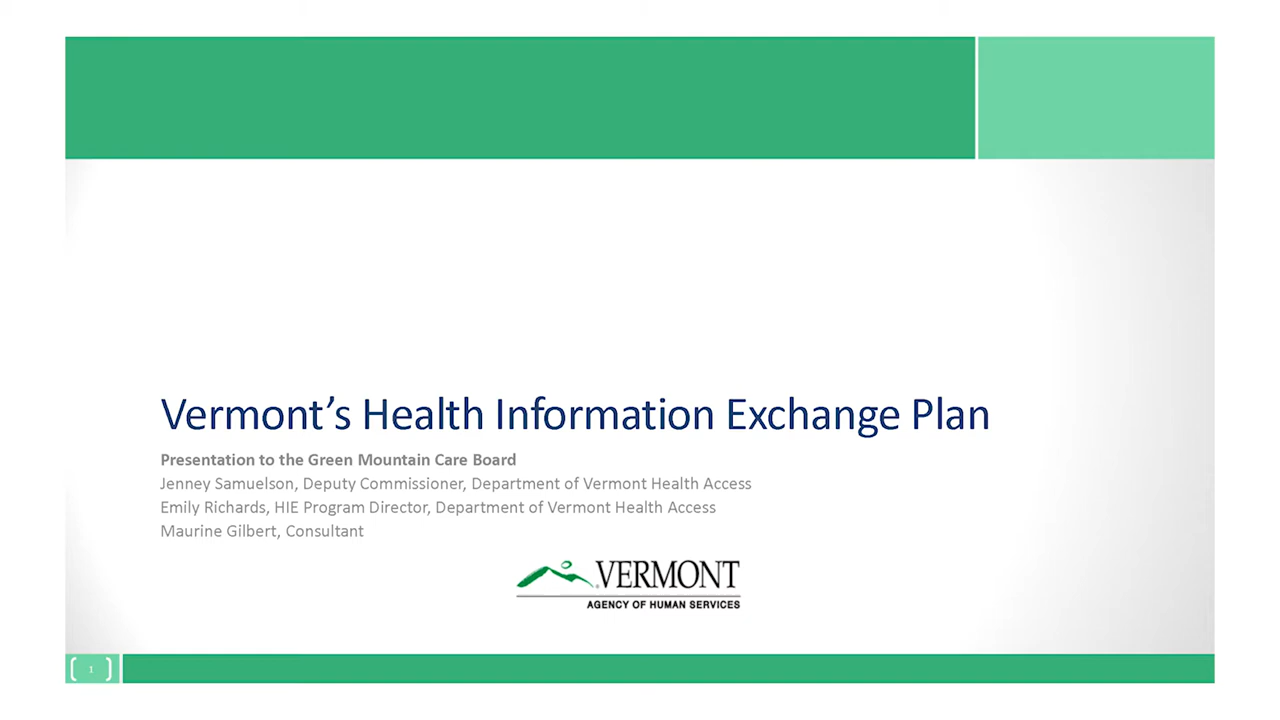 Vermont’s Health Information Exchange Plan
Presentation to the Green Mountain Care Board
Jenney Samuelson, Deputy Commissioner, Department of Vermont Health Access
Emily Richards, HIE Program Director, Department of Vermont Health Access
Maurine Gilbert, Consultant
VERMONT
AGENCY OF HUMAN SERVICES
1